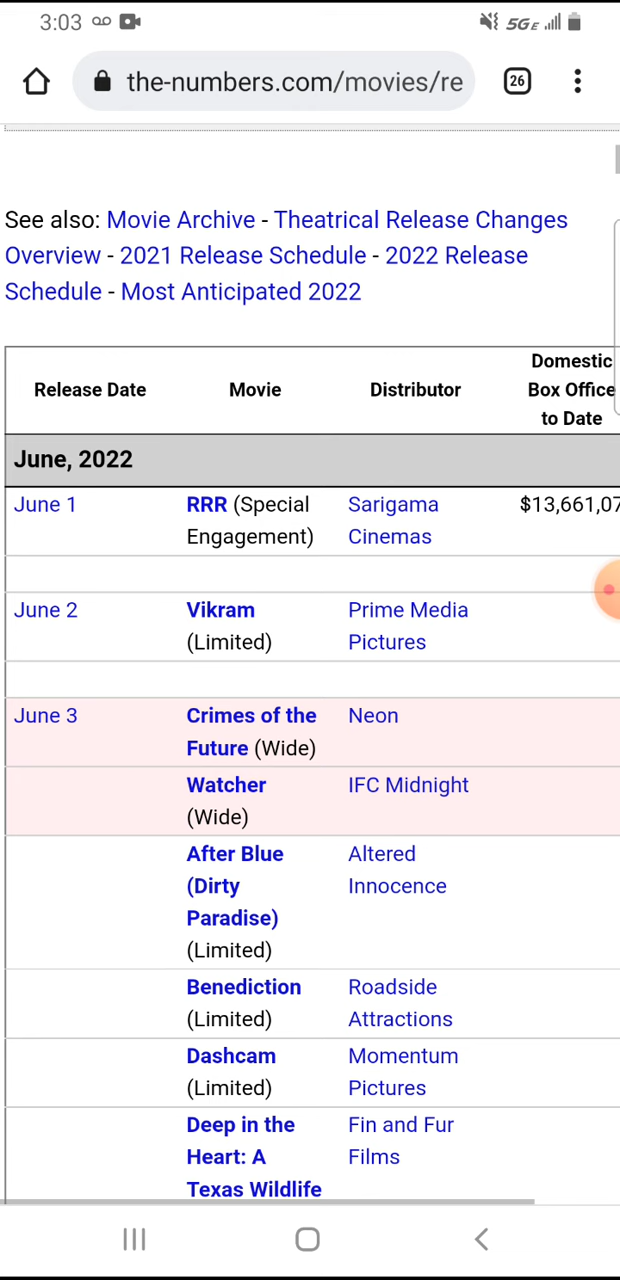 3:03 5GE
the-numbers.com/movies/re 26
See also: Movie Archive - Theatrical Release Changes
Overview - 2021 Release Schedule - 2022 Release
Schedule - Most Anticipated 2022
Release Date Movie Distributor Domestic
Box Office
to Date
June, 2022
June 1 RRR (Special Sarigama $13,661,07
Engagement) Cinemas
June 2 Vikram Prime Media
(Limited) Pictures
June 3 Crimes of the Neon
Future (Wide)
Watcher IFC Midnight
(Wide)
After Blue Altered
(Dirty Innocence
Paradise)
(Limited)
Benediction Roadside
(Limited) Attractions
Dashcam Momentum
(Limited) Pictures
Deep in the Fin and Fur
Heart: A Films
Texas Wildlife